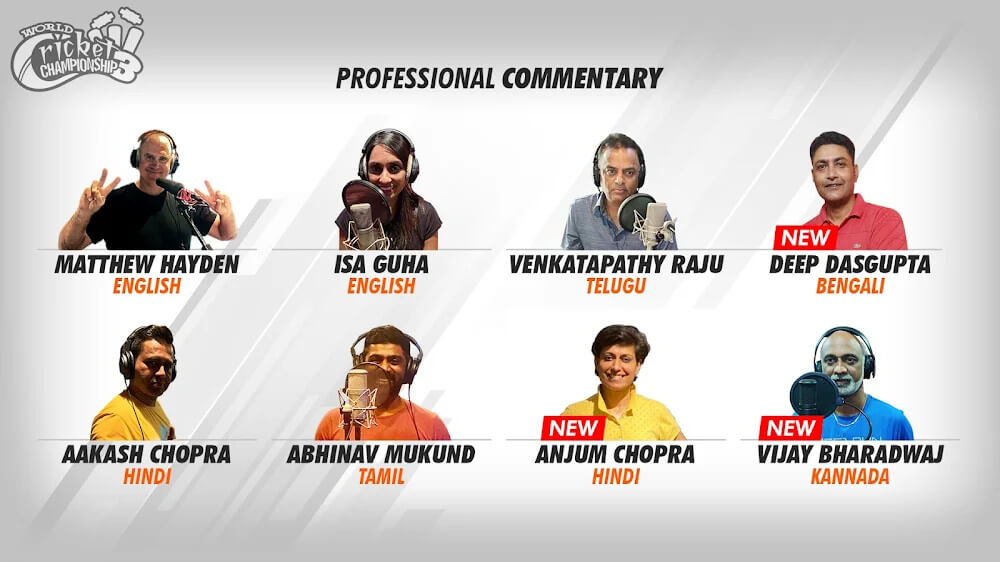 WORLD
cricket
CHAMPIONSHIP 3
PROFESSIONAL COMMENTARY
MATTHEW HAYDEN
ENGLISH
ISA GUHA
ENGLISH
VENKATAPATHY RAJU
TELUGU
NEW
DEEP DASGUPTA
BENGALI
AAKASH CHOPRA
HINDI
ABHINAV MUKUND
TAMIL
NEW
ANJUM CHOPRA
HINDI
NEW
VIJAY BHARADWAJ
KANNADA